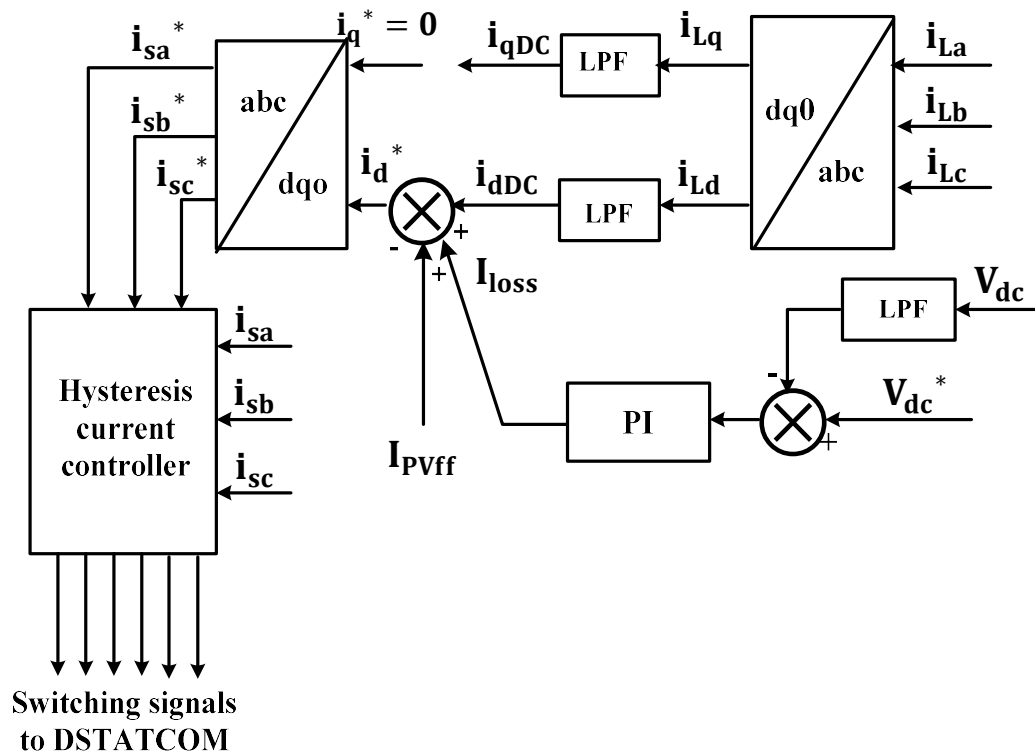 i_sa* i_q* = 0 i_qDC LPF i_Lq i_La
abc dq0
i_sb* i_Lb
i_sc* dqo i_d* i_dDC LPF i_Ld abc i_Lc
- + +
I_loss
V_dc
LPF
i_sa
-
Hysteresis
current
controller
i_sb
PI
V_dc*
+
I_PVff
i_sc
Switching signals
to DSTATCOM